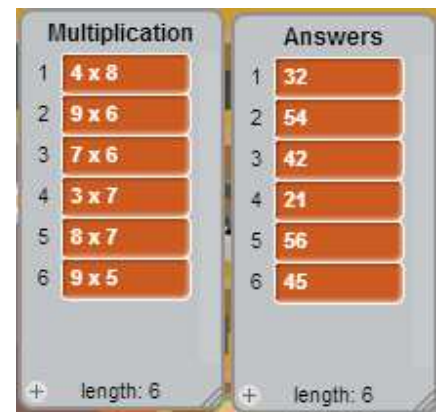 Multiplication
1 4 x 8
2 9 x 6
3 7 x 6
4 3 x 7
5 8 x 7
6 9 x 5
+ length: 6
Answers
1 32
2 54
3 42
4 21
5 56
6 45
+ length: 6